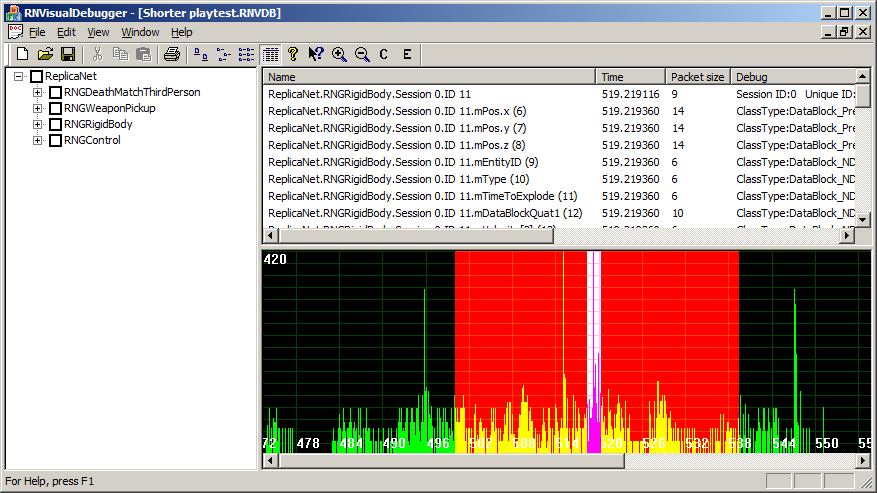 RNVisualDebugger - [Shorter playtest.RNVDB]
DOC File Edit View Window Help
C E
ReplicaNet
RNGDeathMatchThirdPerson
RNGWeaponPickup
RNGRigidBody
RNGControl
Name Time Packet size Debug
ReplicaNet.RNGRigidBody.Session 0.ID 11 519.219116 9 Session ID:0 Unique ID:
ReplicaNet.RNGRigidBody.Session 0.ID 11.mPos.x (6) 519.219360 14 ClassType:DataBlock_Pre
ReplicaNet.RNGRigidBody.Session 0.ID 11.mPos.y (7) 519.219360 14 ClassType:DataBlock_Pre
ReplicaNet.RNGRigidBody.Session 0.ID 11.mPos.z (8) 519.219360 14 ClassType:DataBlock_Pre
ReplicaNet.RNGRigidBody.Session 0.ID 11.mEntityID (9) 519.219360 6 ClassType:DataBlock_ND
ReplicaNet.RNGRigidBody.Session 0.ID 11.mType (10) 519.219360 6 ClassType:DataBlock_ND
ReplicaNet.RNGRigidBody.Session 0.ID 11.mTimeToExplode (11) 519.219360 6 ClassType:DataBlock_ND
ReplicaNet.RNGRigidBody.Session 0.ID 11.mDataBlockQuat1 (12) 519.219360 10 ClassType:DataBlock_ND
420
72 478 484 490 496 502 508 514 520 526 532 538 544 550 55
For Help, press F1